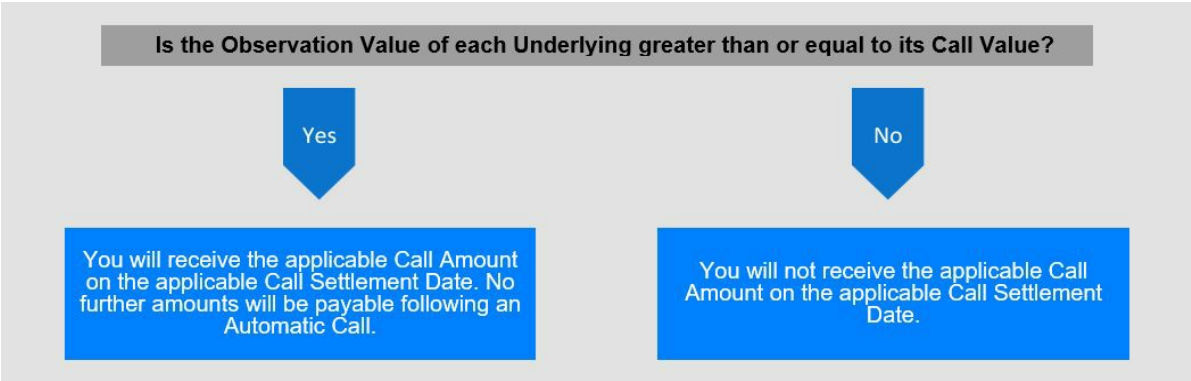 Is the Observation Value of each Underlying greater than or equal to its Call Value?
Yes
No
You will receive the applicable Call Amount
on the applicable Call Settlement Date. No
further amounts will be payable following an
Automatic Call.
You will not receive the applicable Call
Amount on the applicable Call Settlement
Date.